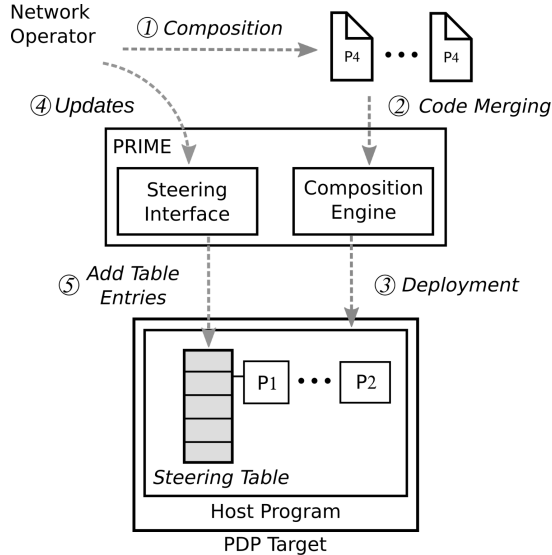 Network
Operator
① Composition
P4 ••• P4
④ Updates
② Code Merging
PRIME
Steering
Interface
Composition
Engine
⑤ Add Table
Entries
③ Deployment
P1 ••• P2
Steering Table
Host Program
PDP Target